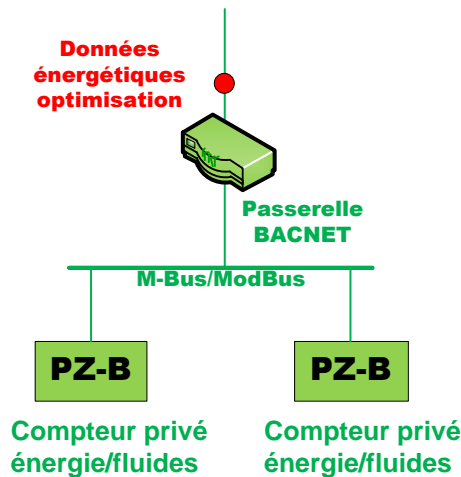 Données
énergétiques
optimisation
Passerelle
BACNET
M-Bus/ModBus
PZ-B
PZ-B
Compteur privé
énergie/fluides
Compteur privé
énergie/fluides